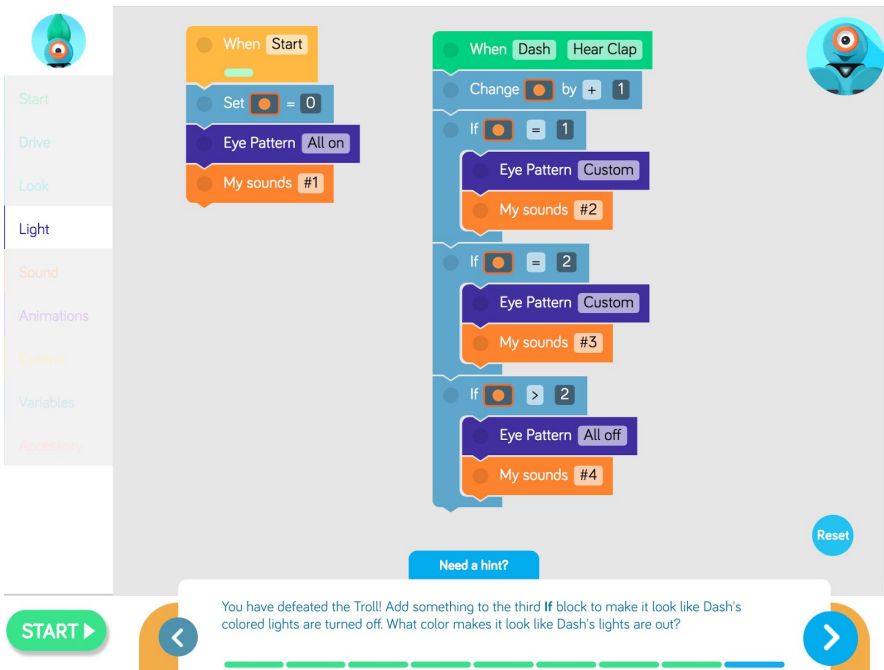 Start
Drive
Look
Light
Sound
Animations
Control
Variables
Accessory
When Start
Set = 0
Eye Pattern All on
My sounds #1
When Dash Hear Clap
Change by + 1
If = 1
Eye Pattern Custom
My sounds #2
If = 2
Eye Pattern Custom
My sounds #3
If > 2
Eye Pattern All off
My sounds #4
Reset
Need a hint?
START
You have defeated the Troll! Add something to the third If block to make it look like Dash's
colored lights are turned off. What color makes it look like Dash's lights are out?